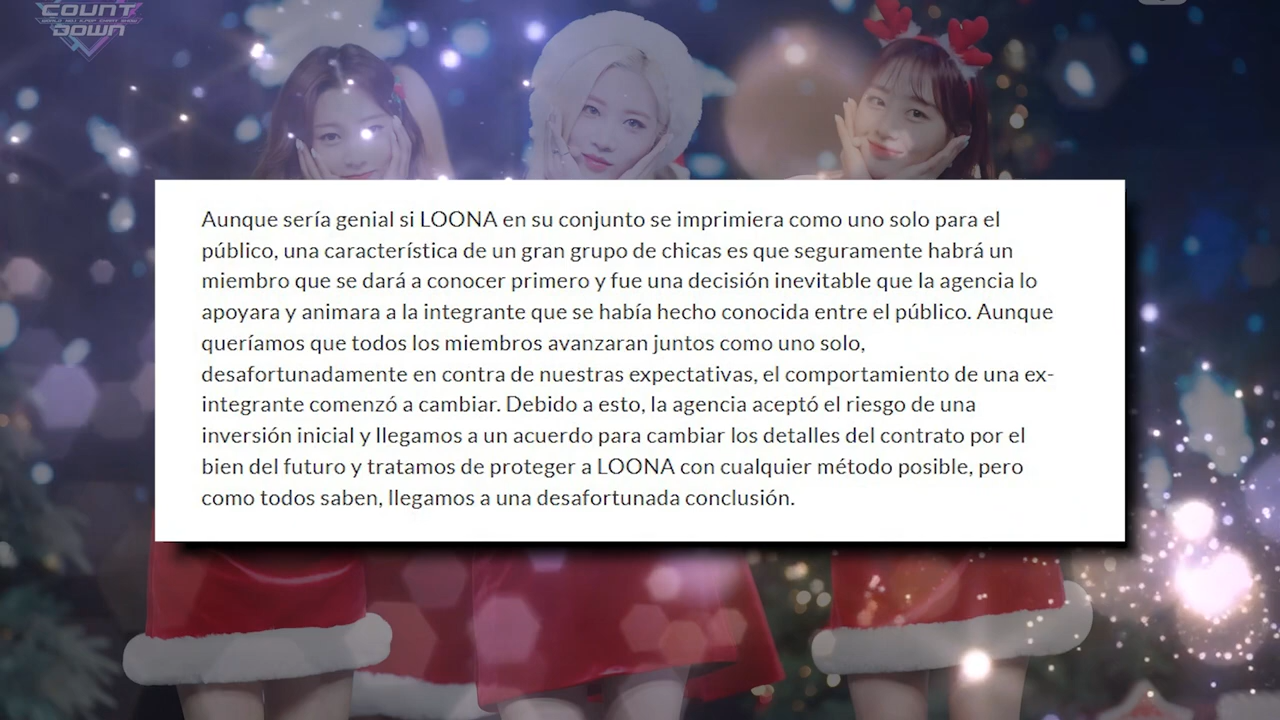 COUNT
DOWN
Aunque sería genial si LOONA en su conjunto se imprimiera como uno solo para el
público, una característica de un gran grupo de chicas es que seguramente habrá un
miembro que se dará a conocer primero y fue una decisión inevitable que la agencia lo
apoyara y animara a la integrante que se había hecho conocida entre el público. Aunque
queríamos que todos los miembros avanzaran juntos como uno solo,
desafortunadamente en contra de nuestras expectativas, el comportamiento de una ex-
integrante comenzó a cambiar. Debido a esto, la agencia aceptó el riesgo de una
inversión inicial y llegamos a un acuerdo para cambiar los detalles del contrato por el
bien del futuro y tratamos de proteger a LOONA con cualquier método posible, pero
como todos saben, llegamos a una desafortunada conclusión.